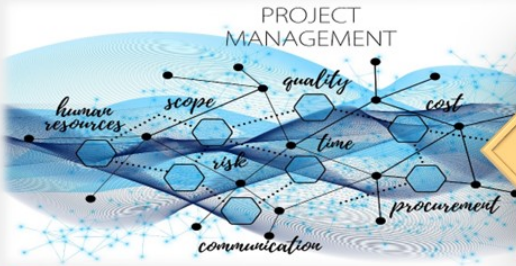 PROJECT
MANAGEMENT
quality
scope
cost
human
resources
time
risk
procurement
communication